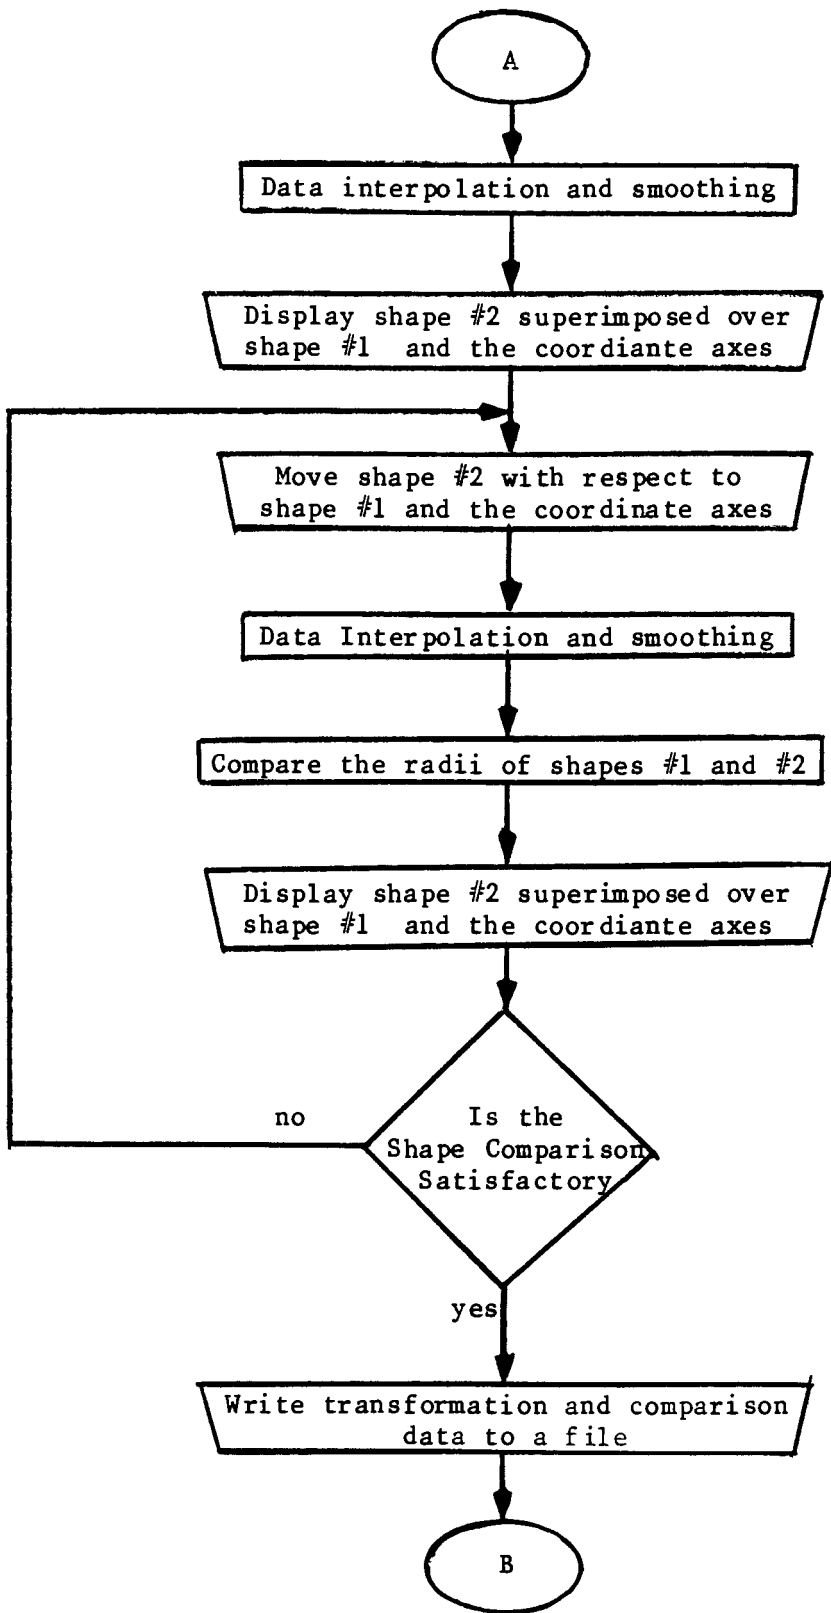 A
Data interpolation and smoothing
Display shape #2 superimposed over
shape #1 and the coordiante axes
Move shape #2 with respect to
shape #1 and the coordinate axes
Data Interpolation and smoothing
Compare the radii of shapes #1 and #2
Display shape #2 superimposed over
shape #1 and the coordiante axes
no
Is the
Shape Comparison
Satisfactory
yes
Write transformation and comparison
data to a file
B